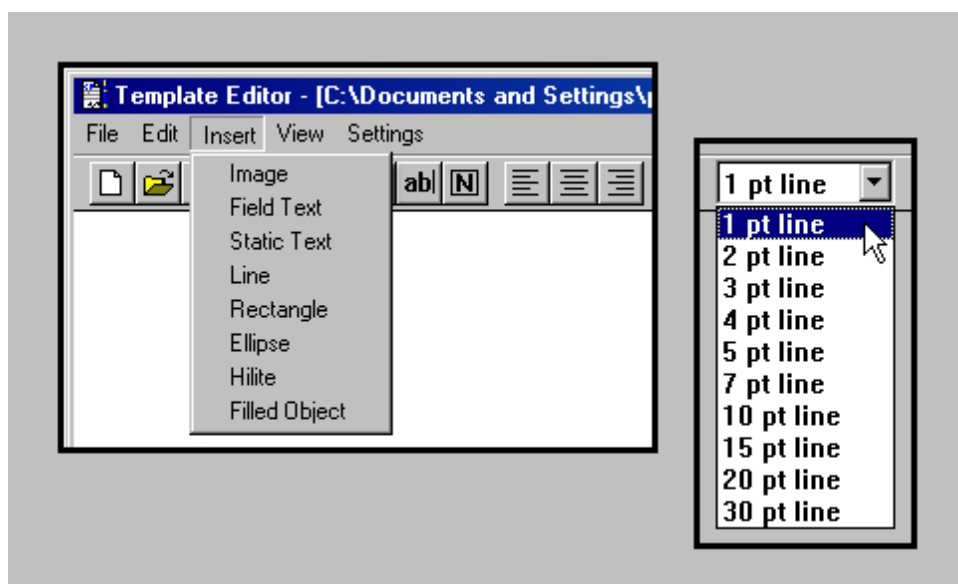 Template Editor - [C:\Documents and Settings\
File Edit Insert View Settings
ab N
Image
Field Text
Static Text
Line
Rectangle
Ellipse
Hilite
Filled Object
1 pt line
1 pt line
2 pt line
3 pt line
4 pt line
5 pt line
7 pt line
10 pt line
15 pt line
20 pt line
30 pt line